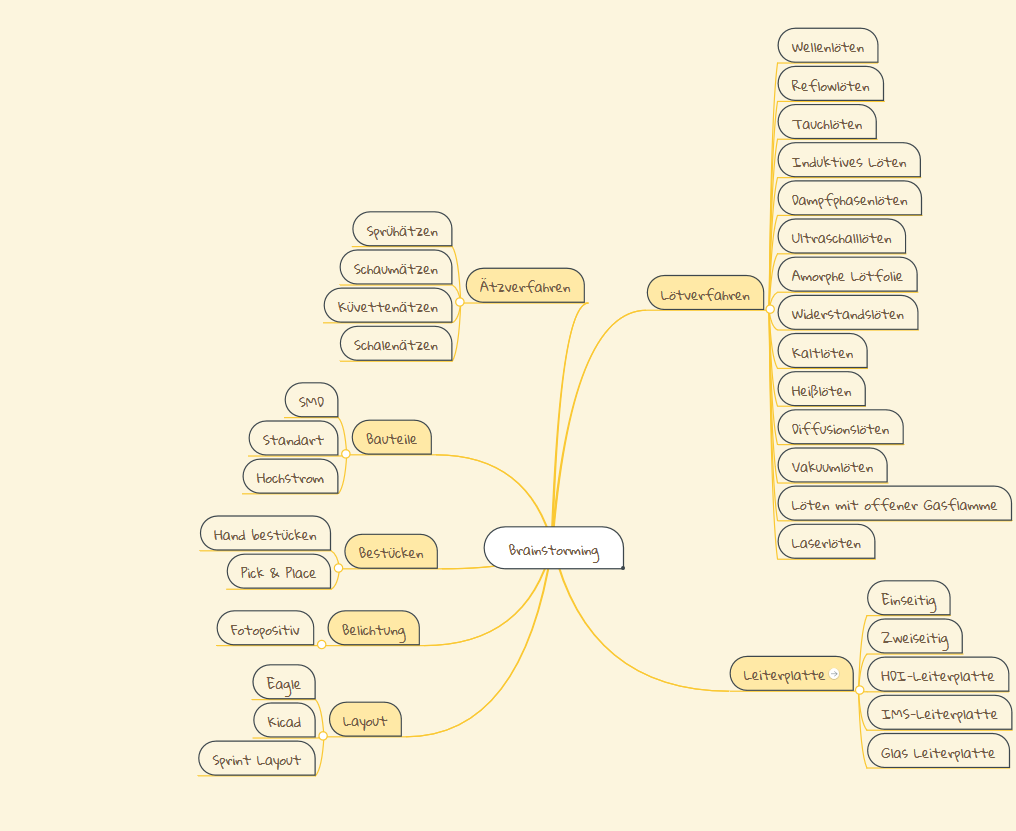 Brainstorming
Ätzverfahren
Sprühätzen
Schaumätzen
Küvettenätzen
Schalenätzen
Bauteile
SMD
Standart
Hochstrom
Bestücken
Hand bestücken
Pick & Place
Belichtung
Fotopositiv
Layout
Eagle
Kicad
Sprint Layout
Lötverfahren
Wellenlöten
Reflowlöten
Tauchlöten
Induktives Löten
Dampfphasenlöten
Ultraschalllöten
Amorphe Lötfolie
Widerstandslöten
Kaltlöten
Heißlöten
Diffusionslöten
Vakuumlöten
Löten mit offener Gasflamme
Laserlöten
Leiterplatte
Einseitig
Zweiseitig
HDI-Leiterplatte
IMS-Leiterplatte
Glas Leiterplatte